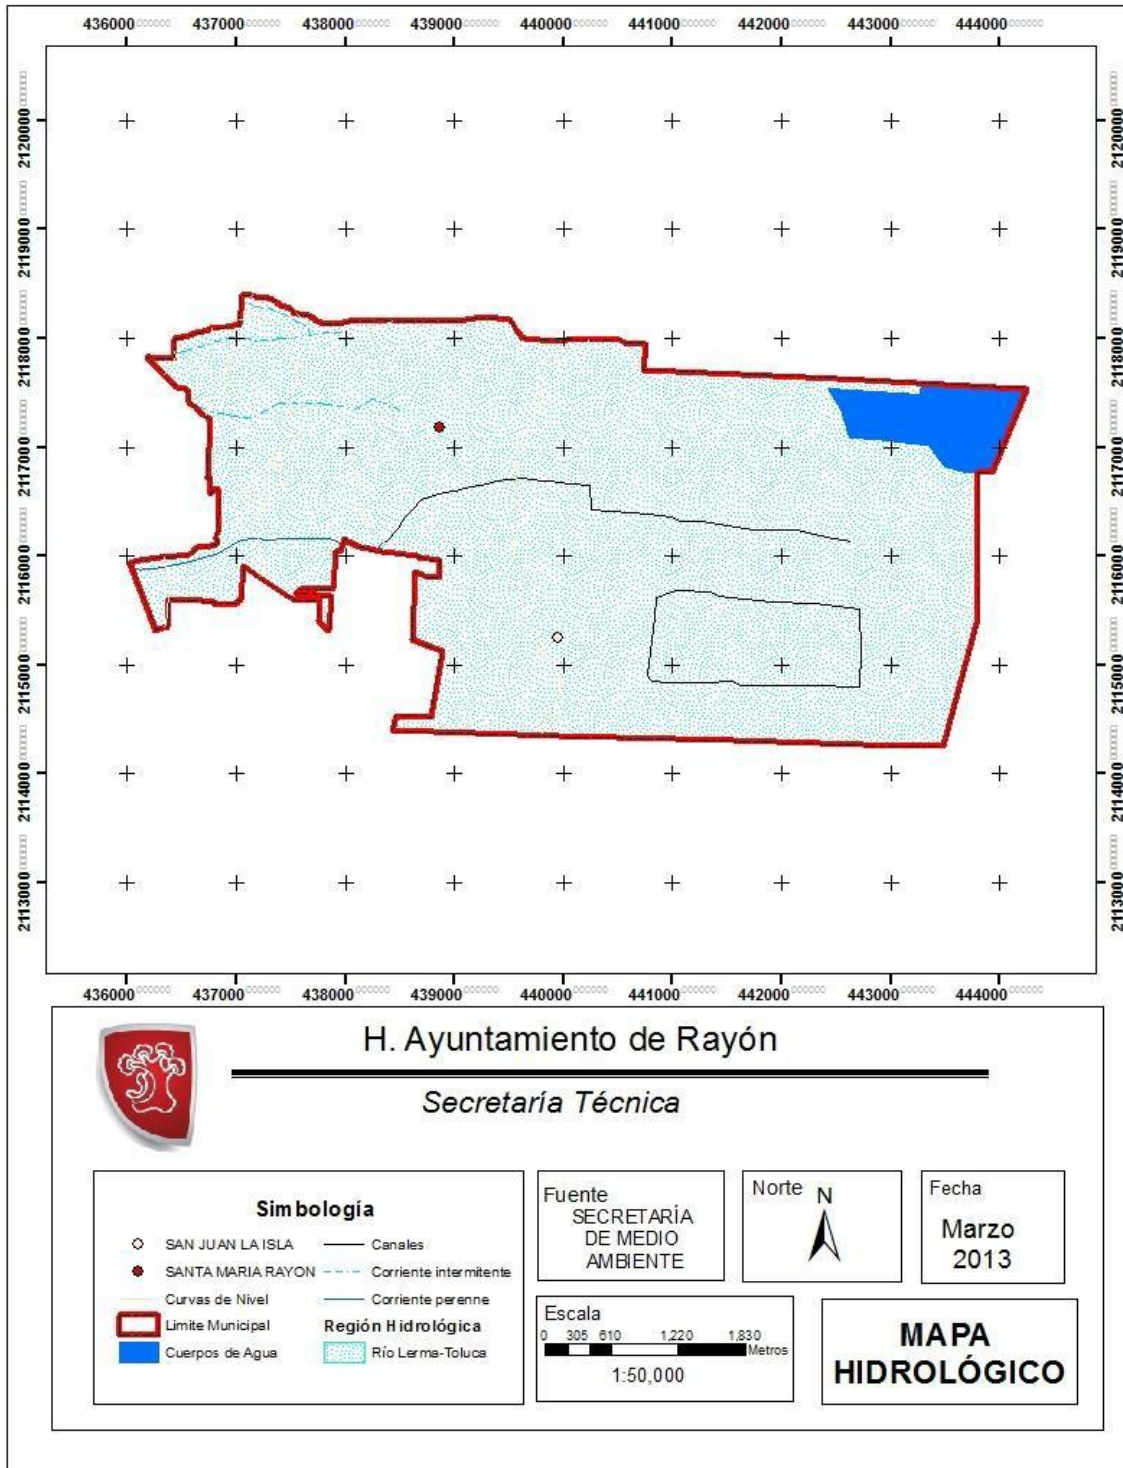 436000 437000 438000 439000 440000 441000 442000 443000 444000
2120000 2120000
2119000 2119000
2118000 2118000
2117000 2117000
2116000 2116000
2115000 2115000
2114000 2114000
2113000 2113000
436000 437000 438000 439000 440000 441000 442000 443000 444000
H. Ayuntamiento de Rayón
Secretaría Técnica
Simbología
SAN JUAN LA ISLA
SANTA MARIA RAYON
Curvas de Nivel
Limite Municipal
Cuerpos de Agua
Canales
Corriente intermitente
Corriente perenne
Región Hidrológica
Río Lerma-Toluca
Fuente
SECRETARÍA
DE MEDIO
AMBIENTE
Norte
N
Fecha
Marzo
2013
Escala
0 305 610 1,220 1,830
Metros
1:50,000
MAPA
HIDROLÓGICO